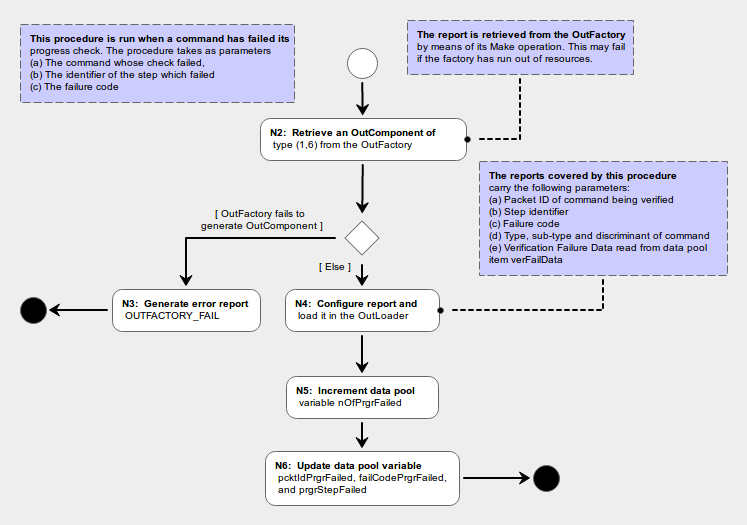 This procedure is run when a command has failed its
progress check. The procedure takes as parameters
(a) The command whose check failed,
(b) The identifier of the step which failed
(c) The failure code
The report is retrieved from the OutFactory
by means of its Make operation. This may fail
if the factory has run out of resources.
N2: Retrieve an OutComponent of
type (1,6) from the OutFactory
The reports covered by this procedure
carry the following parameters:
(a) Packet ID of command being verified
(b) Step identifier
(c) Failure code
(d) Type, sub-type and discriminant of command
(e) Verification Failure Data read from data pool
item verFailData
[ OutFactory fails to
generate OutComponent ]
[ Else ]
N3: Generate error report
OUTFACTORY_FAIL
N4: Configure report and
load it in the OutLoader
N5: Increment data pool
variable nOfPrgrFailed
N6: Update data pool variable
pcktIdPrgrFailed, failCodePrgrFailed,
and prgrStepFailed